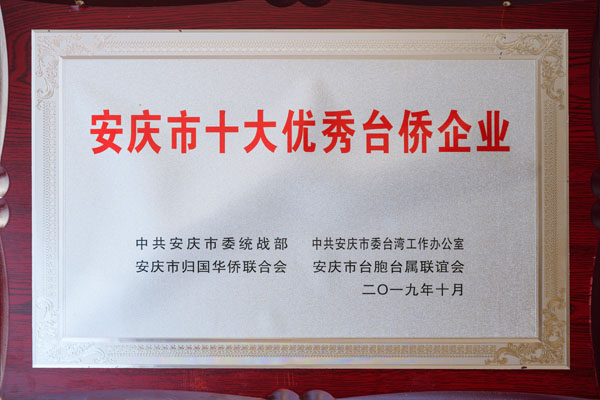 安庆市十大优秀台侨企业
中共安庆市委统战部 中共安庆市委台湾工作办公室
安庆市归国华侨联合会 安庆市台胞台属联谊会
二〇一九年十月